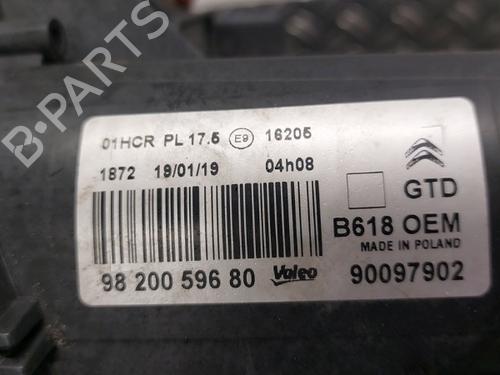 01HCR PL 17.5 E9 16205
1872 19/01/19 04h08
GTD
B618 OEM
MADE IN POLAND
98 200 596 80 Valeo 90097902
B-PARTS